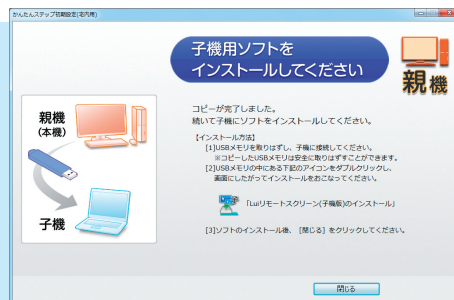 かんたんステップ初期設定(宅内用)
子機用ソフトを
インストールしてください
親機
親機
(本機)
子機
コピーが完了しました。
続いて子機にソフトをインストールしてください。
【インストール方法】
[1]USBメモリを取りはずし、子機に接続してください。
※コピーしたUSBメモリは安全に取りはずすことができます。
[2]USBメモリの中にある下記のアイコンをダブルクリックし、
画面にしたがってインストールをおこなってください。
「Luiリモートスクリーン(子機版)のインストール」
[3]ソフトのインストール後、[閉じる] をクリックしてください。
閉じる